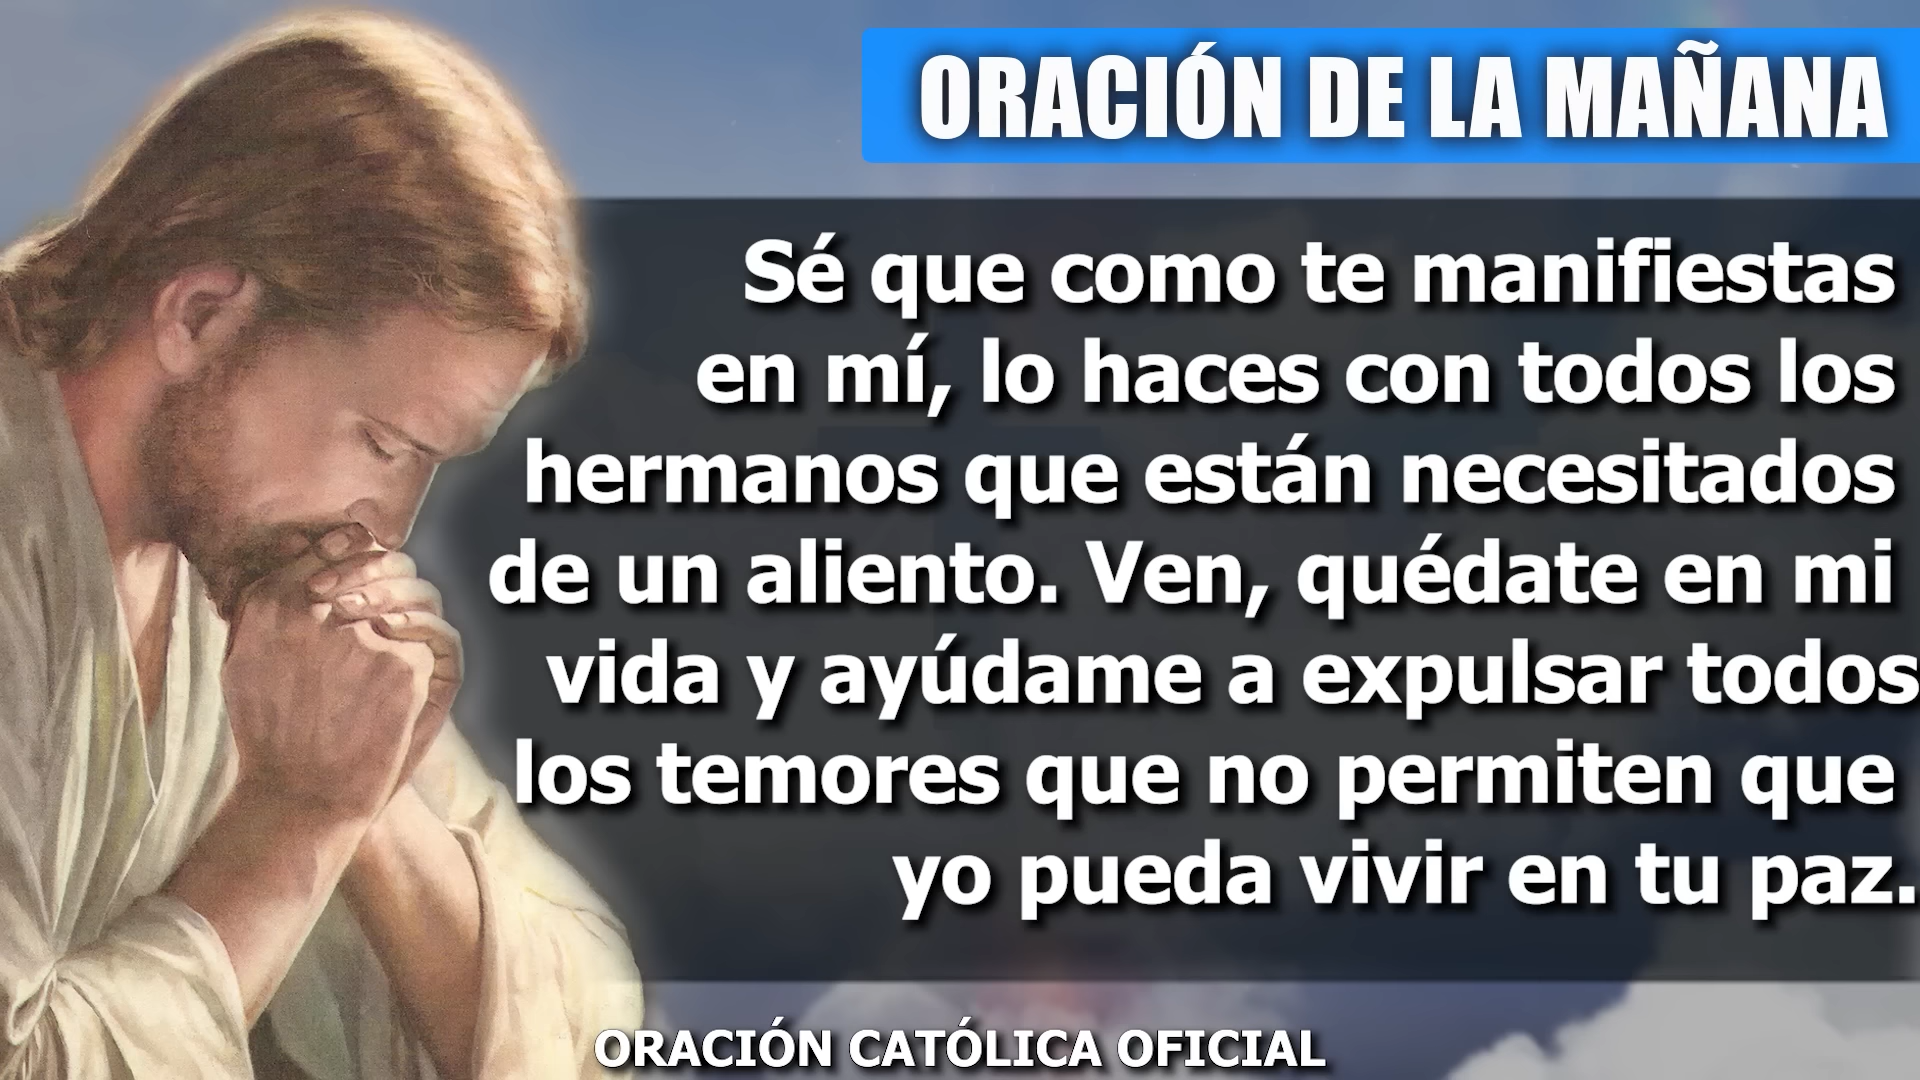 ORACIÓN DE LA MAÑANA
Sé que como te manifiestas
en mí, lo haces con todos los
hermanos que están necesitados
de un aliento. Ven, quédate en mi
vida y ayúdame a expulsar todos
los temores que no permiten que
yo pueda vivir en tu paz.
ORACIÓN CATÓLICA OFICIAL